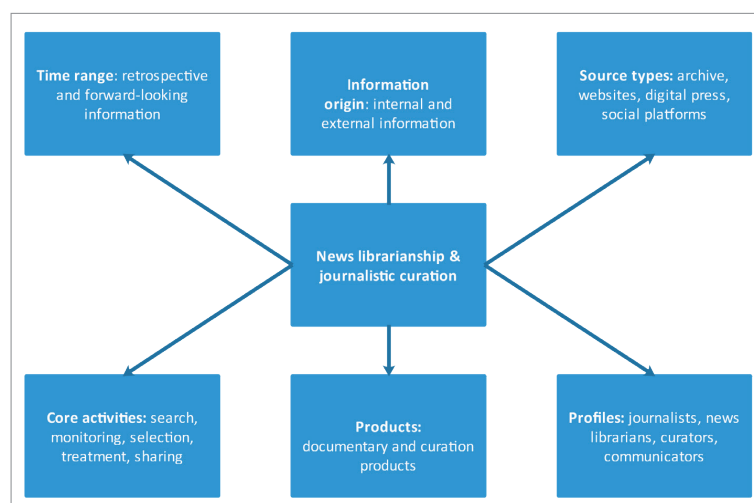 Time range: retrospective
and forward-looking
information
Information
origin: internal and
external information
Source types: archive,
websites, digital press,
social platforms
News librarianship &
journalistic curation
Core activities: search,
monitoring, selection,
treatment, sharing
Products:
documentary and curation
products
Profiles: journalists, news
librarians, curators,
communicators